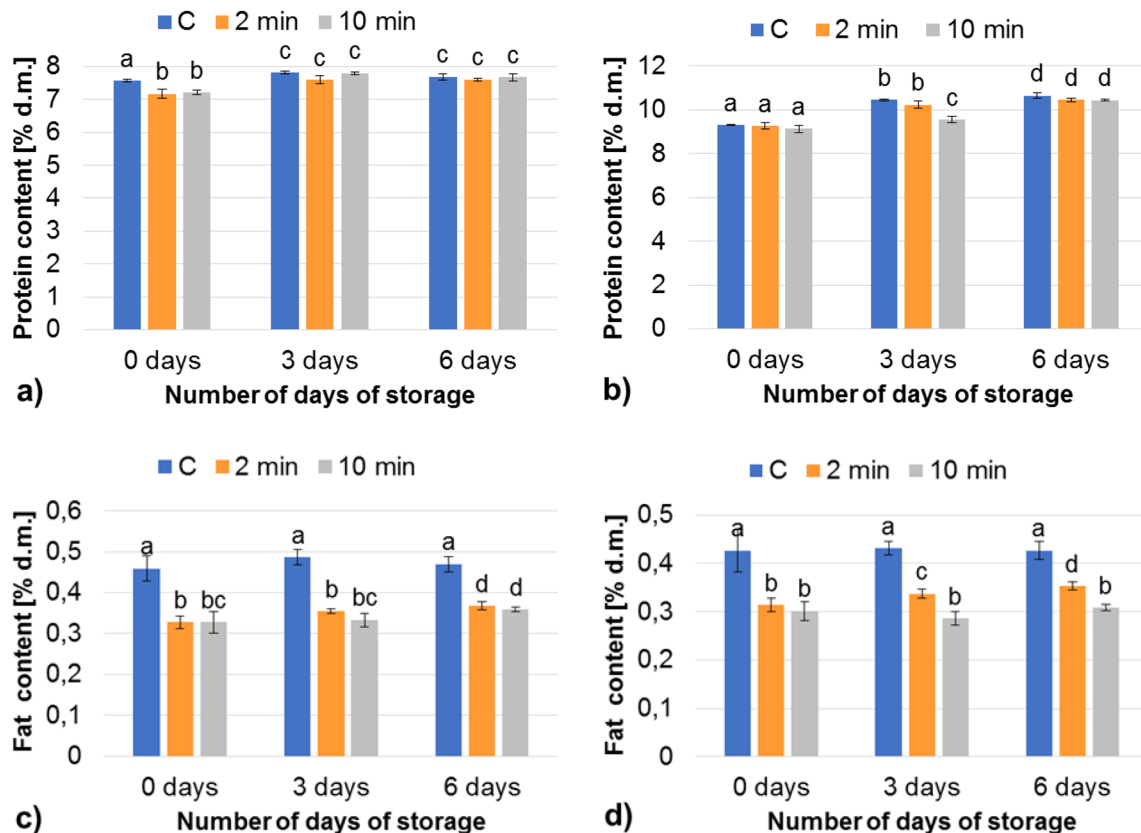 C 2 min 10 min
Protein content [% d.m.]
8
7
6
5
4
3
2
1
0
a b b c c c c c c
0 days 3 days 6 days
Number of days of storage
a)
C 2 min 10 min
Protein content [% d.m.]
12
10
8
6
4
2
0
a a a b b c d d d
0 days 3 days 6 days
Number of days of storage
b)
C 2 min 10 min
Fat content [% d.m.]
0,6
0,5
0,4
0,3
0,2
0,1
0
a b bc a b bc a d d
0 days 3 days 6 days
Number of days of storage
c)
C 2 min 10 min
Fat content [% d.m.]
0,5
0,4
0,3
0,2
0,1
0
a b b a c b a d b
0 days 3 days 6 days
Number of days of storage
d)